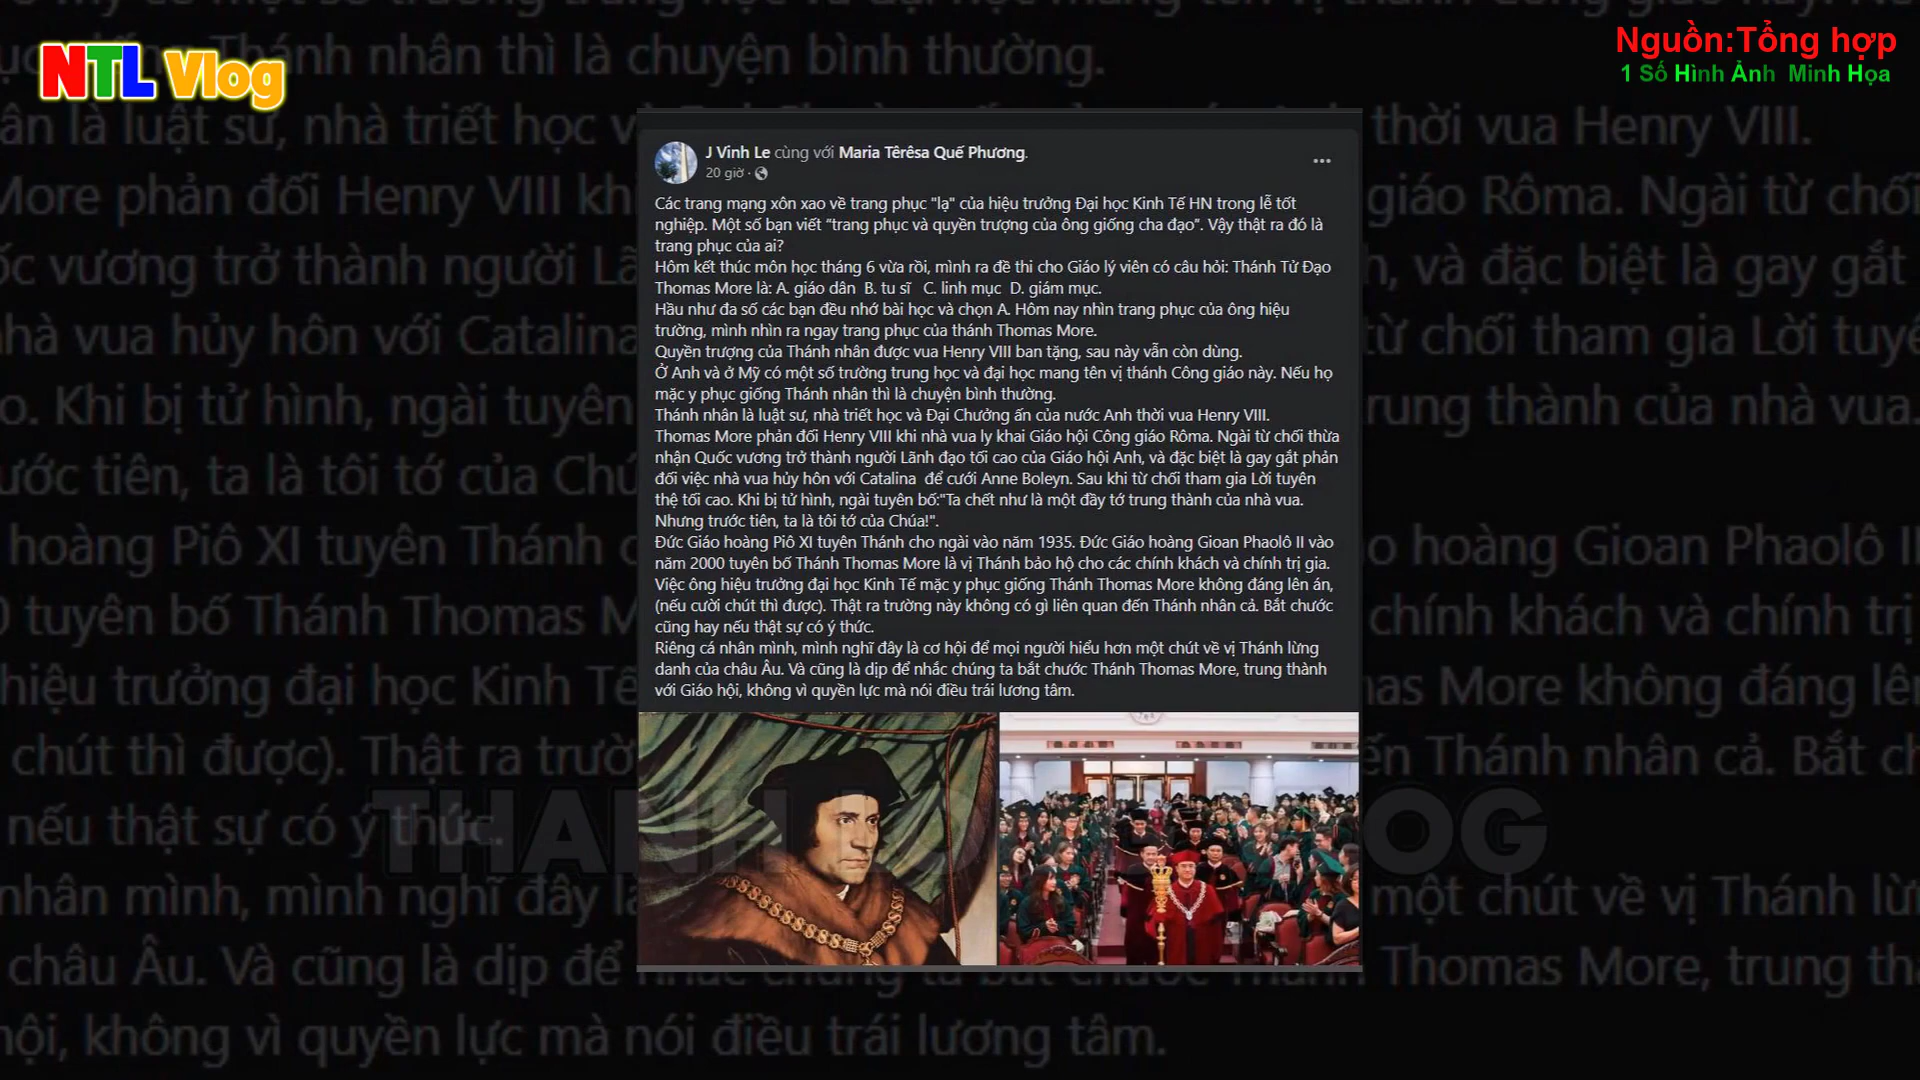 NTL Vlog
Nguồn:Tổng hợp
1 Số Hình Ảnh Minh Họa
J Vinh Le cùng với Maria Têrêsa Quế Phương.
20 giờ ·
Các trang mạng xôn xao về trang phục "lạ" của hiệu trưởng Đại học Kinh Tế HN trong lễ tốt
nghiệp. Một số bạn viết “trang phục và quyền trượng của ông giống cha đạo”. Vậy thật ra đó là
trang phục của ai?
Hôm kết thúc môn học tháng 6 vừa rồi, mình ra đề thi cho Giáo lý viên có câu hỏi: Thánh Tử Đạo
Thomas More là: A. giáo dân B. tu sĩ C. linh mục D. giám mục.
Hầu như đa số các bạn đều nhớ bài học và chọn A. Hôm nay nhìn trang phục của ông hiệu
trường, mình nhìn ra ngay trang phục của thánh Thomas More.
Quyền trượng của Thánh nhân được vua Henry VIII ban tặng, sau này vẫn còn dùng.
Ở Anh và ở Mỹ có một số trường trung học và đại học mang tên vị thánh Công giáo này. Nếu họ
mặc y phục giống Thánh nhân thì là chuyện bình thường.
Thánh nhân là luật sư, nhà triết học và Đại Chưởng ấn của nước Anh thời vua Henry VIII.
Thomas More phản đối Henry VIII khi nhà vua ly khai Giáo hội Công giáo Rôma. Ngài từ chối thừa
nhận Quốc vương trở thành người Lãnh đạo tối cao của Giáo hội Anh, và đặc biệt là gay gắt phản
đối việc nhà vua hủy hôn với Catalina để cưới Anne Boleyn. Sau khi từ chối tham gia Lời tuyên
thệ tối cao. Khi bị tử hình, ngài tuyên bố:"Ta chết như là một đầy tớ trung thành của nhà vua.
Nhưng trước tiên, ta là tôi tớ của Chúa!".
Đức Giáo hoàng Piô XI tuyên Thánh cho ngài vào năm 1935. Đức Giáo hoàng Gioan Phaolô II vào
năm 2000 tuyên bố Thánh Thomas More là vị Thánh bảo hộ cho các chính khách và chính trị gia.
Việc ông hiệu trưởng đại học Kinh Tế mặc y phục giống Thánh Thomas More không đáng lên án,
(nếu cười chút thì được). Thật ra trường này không có gì liên quan đến Thánh nhân cả. Bắt chước
cũng hay nếu thật sự có ý thức.
Riêng cá nhân mình, mình nghĩ đây là cơ hội để mọi người hiểu hơn một chút về vị Thánh lừng
danh của châu Âu. Và cũng là dịp để nhắc chúng ta bắt chước Thánh Thomas More, trung thành
với Giáo hội, không vì quyền lực mà nói điều trái lương tâm.